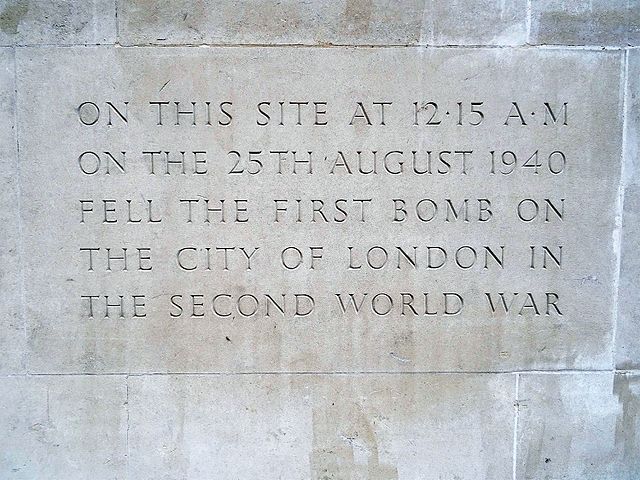 ON THIS SITE AT 12·15 A·M
ON THE 25TH AUGUST 1940
FELL THE FIRST BOMB ON
THE CITY OF LONDON IN
THE SECOND WORLD WAR